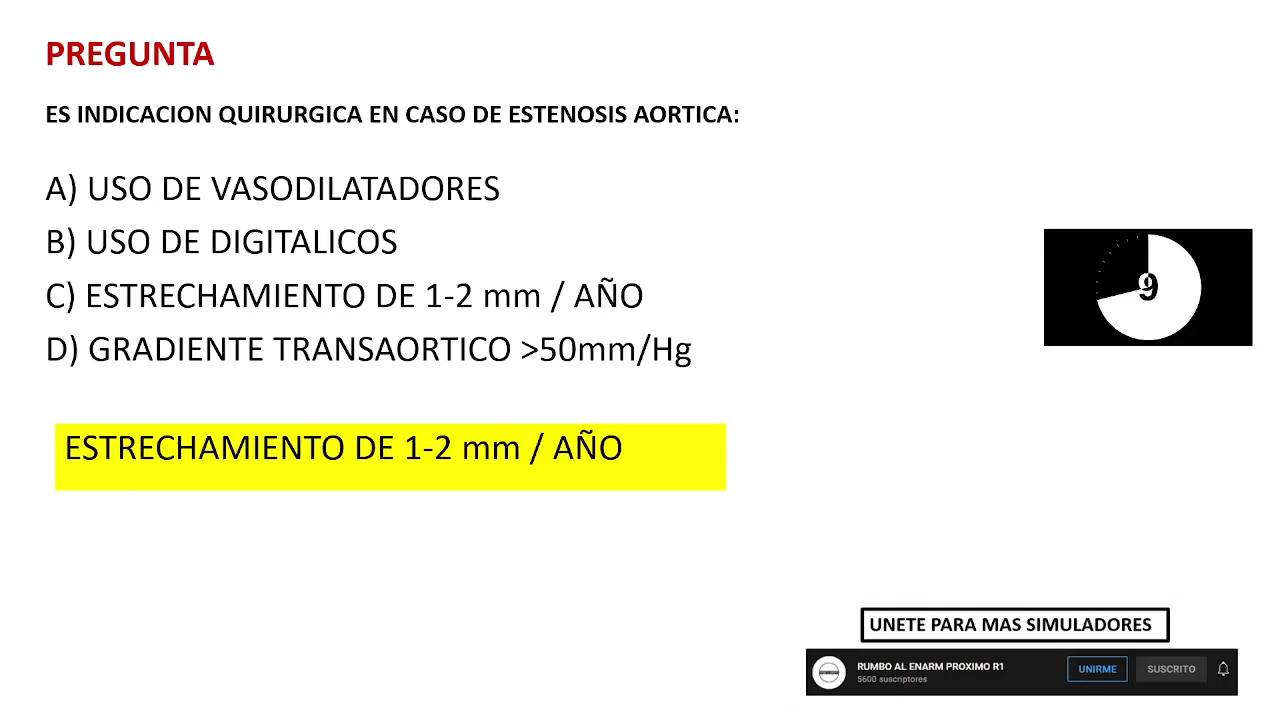 PREGUNTA
ES INDICACION QUIRURGICA EN CASO DE ESTENOSIS AORTICA:
A) USO DE VASODILATADORES
B) USO DE DIGITALICOS
C) ESTRECHAMIENTO DE 1-2 mm / AÑO
D) GRADIENTE TRANSAORTICO >50mm/Hg
9
ESTRECHAMIENTO DE 1-2 mm / AÑO
UNETE PARA MAS SIMULADORES
RUMBO AL ENARM PROXIMO R1
5600 suscriptores
UNIRME
SUSCRITO